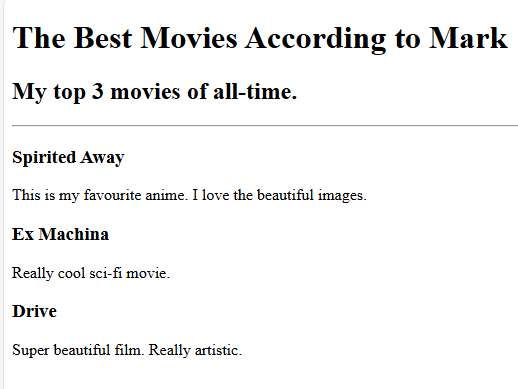 The Best Movies According to Mark
My top 3 movies of all-time.
Spirited Away
This is my favourite anime. I love the beautiful images.
Ex Machina
Really cool sci-fi movie.
Drive
Super beautiful film. Really artistic.